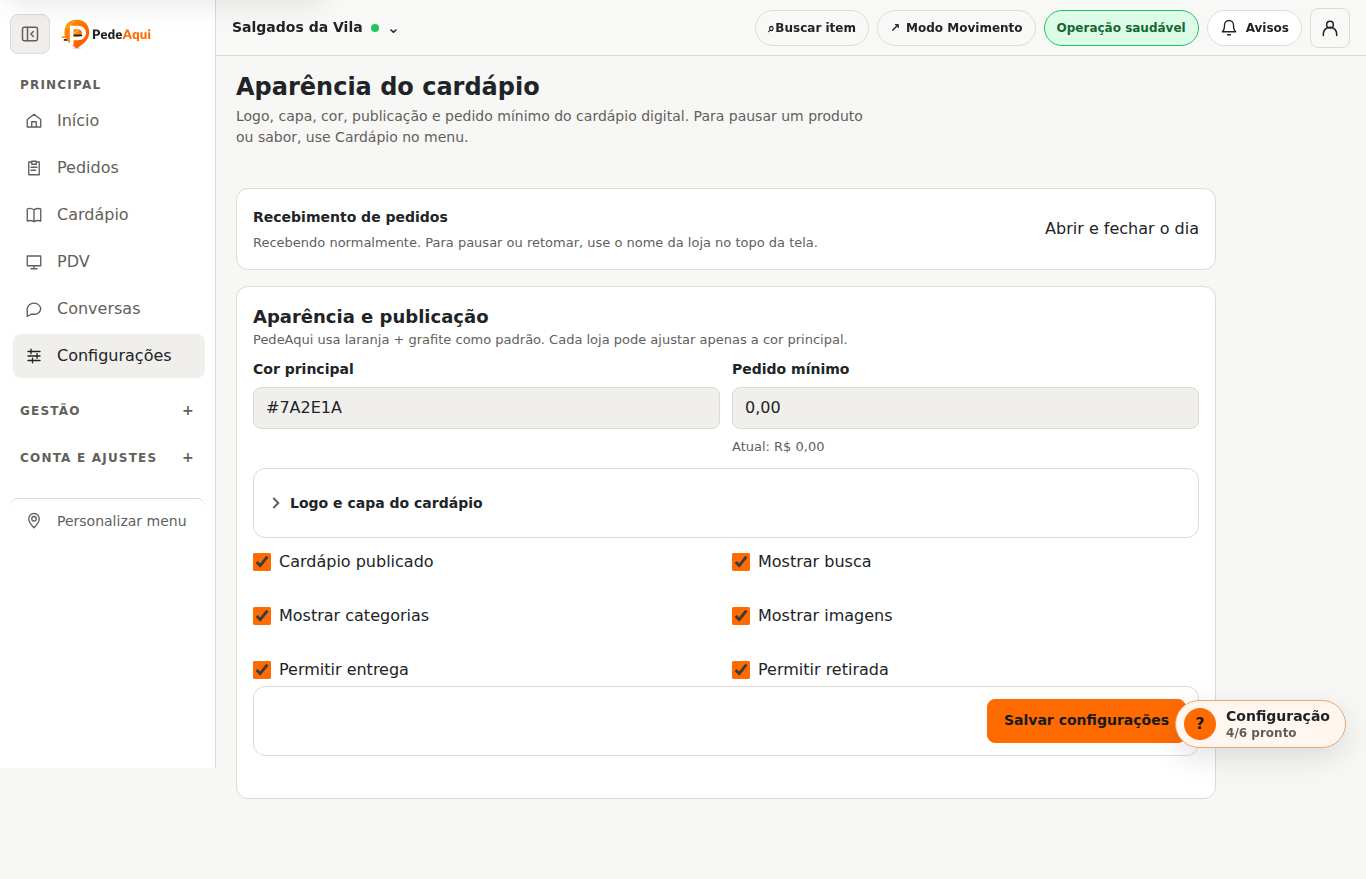 PedeAqui
Salgados da Vila
Buscar item
↗ Modo Movimento
Operação saudável
Avisos
PRINCIPAL
Início
Pedidos
Cardápio
PDV
Conversas
Configurações
GESTÃO +
CONTA E AJUSTES +
Personalizar menu
Aparência do cardápio
Logo, capa, cor, publicação e pedido mínimo do cardápio digital. Para pausar um produto
ou sabor, use Cardápio no menu.
Recebimento de pedidos
Recebendo normalmente. Para pausar ou retomar, use o nome da loja no topo da tela.
Abrir e fechar o dia
Aparência e publicação
PedeAqui usa laranja + grafite como padrão. Cada loja pode ajustar apenas a cor principal.
Cor principal
#7A2E1A
Pedido mínimo
0,00
Atual: R$ 0,00
Logo e capa do cardápio
Cardápio publicado
Mostrar busca
Mostrar categorias
Mostrar imagens
Permitir entrega
Permitir retirada
Salvar configurações
?
Configuração
4/6 pronto